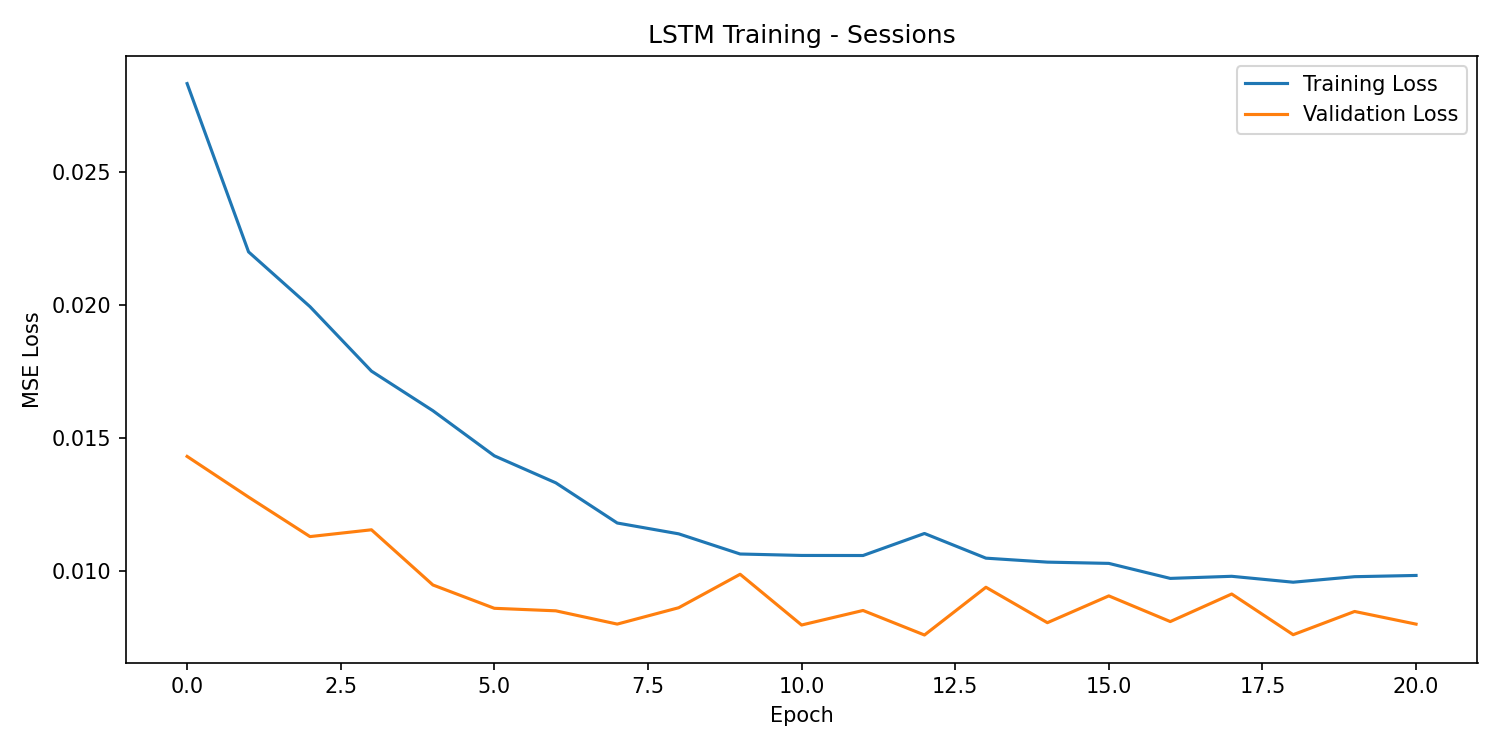 LSTM Training - Sessions
Training Loss
Validation Loss
MSE Loss
0.025
0.020
0.015
0.010
0.0 2.5 5.0 7.5 10.0 12.5 15.0 17.5 20.0
Epoch